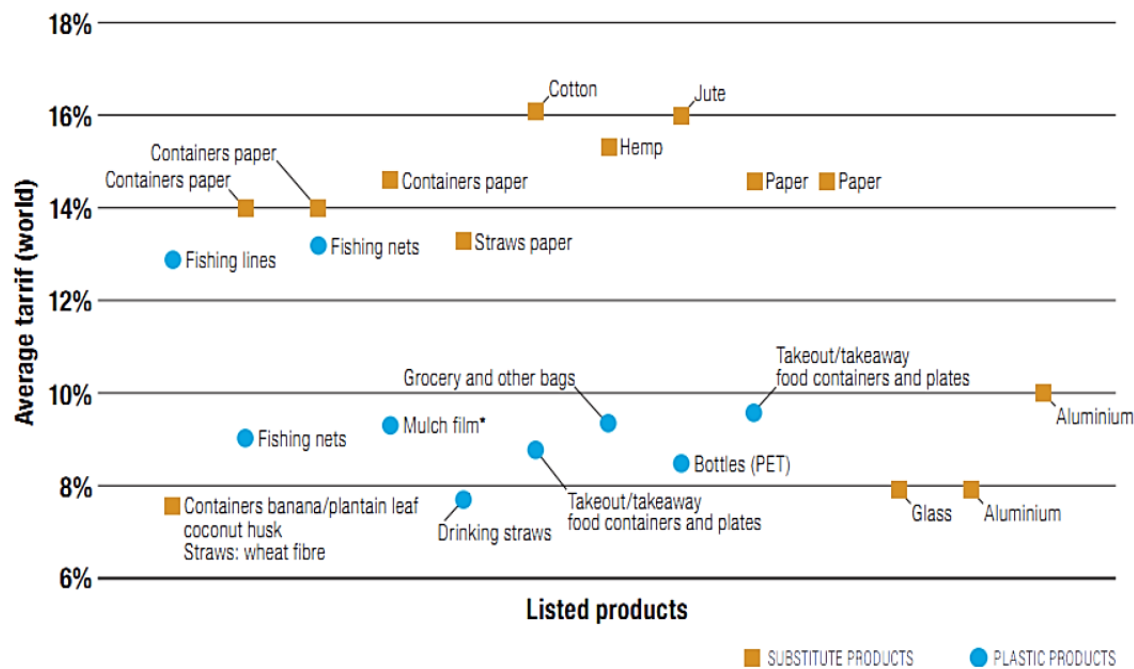 18%
16%
14%
12%
10%
8%
6%
Average tarrif (world)
Cotton
Jute
Containers paper
Hemp
Containers paper
Containers paper
Paper
Paper
Straws paper
Fishing nets
Fishing lines
Takeout/takeaway
food containers and plates
Grocery and other bags
Aluminium
Mulch film*
Fishing nets
Bottles (PET)
Takeout/takeaway
food containers and plates
Containers banana/plantain leaf
coconut husk
Straws: wheat fibre
Drinking straws
Glass
Aluminium
Listed products
SUBSTITUTE PRODUCTS
PLASTIC PRODUCTS